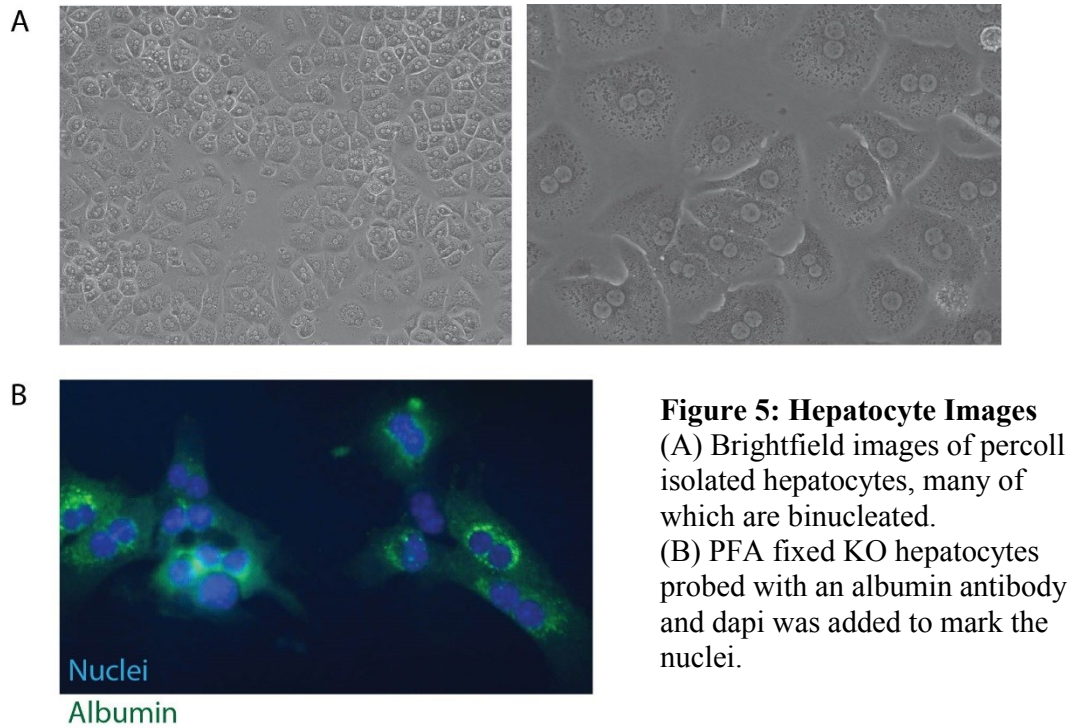 A
B
Nuclei
Albumin
Figure 5: Hepatocyte Images
(A) Brightfield images of percoll
isolated hepatocytes, many of
which are binucleated.
(B) PFA fixed KO hepatocytes
probed with an albumin antibody
and dapi was added to mark the
nuclei.